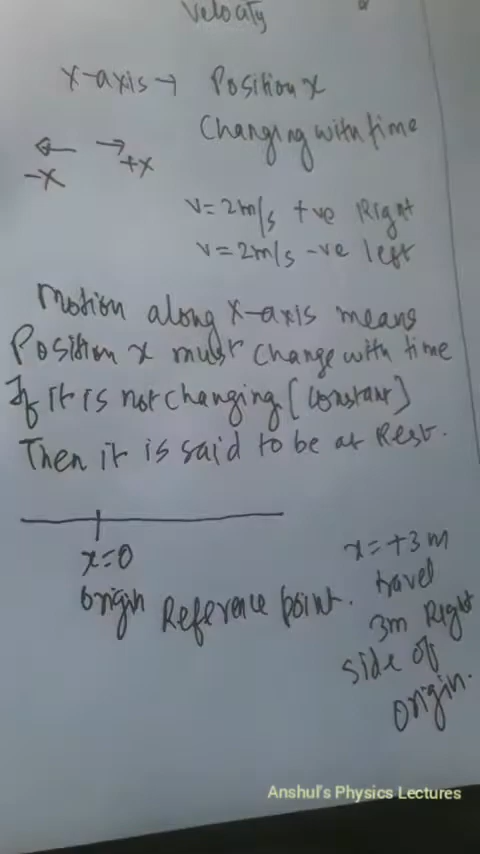 Velocity
x-axis → Position x
Changing with time
← →
-x +x
v=2m/s +ve Right
v=2m/s -ve left
Motion along x-axis means
Position x must change with time
If it is not changing [constant]
Then it is said to be at Rest.
x=0
origin Reference point.
x=+3m
travel
3m Right
side of
origin.
Anshul's Physics Lectures